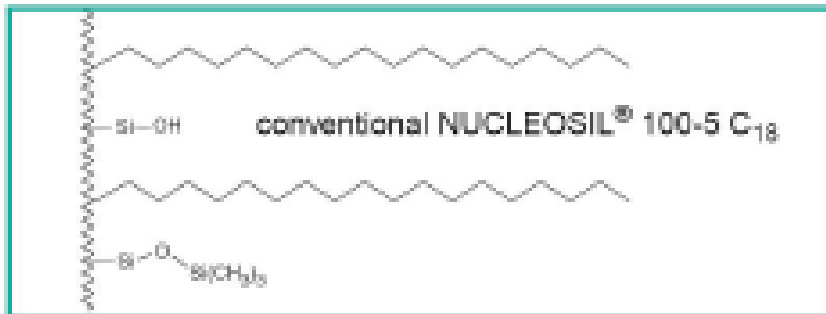 Si—OH
conventional NUCLEOSIL® 100-5 C₁₈
Si
O
Si(CH₃)₃